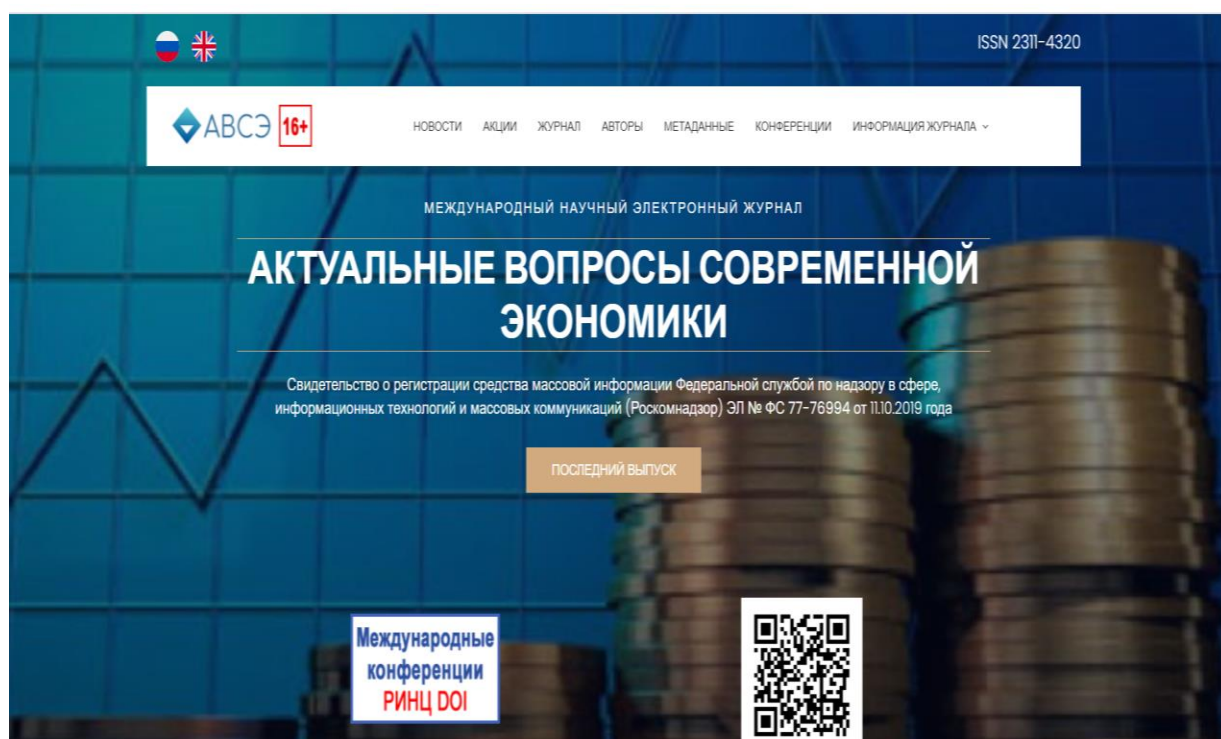 ISSN 2311-4320
АВСЭ 16+
НОВОСТИ АКЦИИ ЖУРНАЛ АВТОРЫ МЕТАДАННЫЕ КОНФЕРЕНЦИИ ИНФОРМАЦИЯ ЖУРНАЛА
МЕЖДУНАРОДНЫЙ НАУЧНЫЙ ЭЛЕКТРОННЫЙ ЖУРНАЛ
АКТУАЛЬНЫЕ ВОПРОСЫ СОВРЕМЕННОЙ
ЭКОНОМИКИ
Свидетельство о регистрации средства массовой информации Федеральной службой по надзору в сфере,
информационных технологий и массовых коммуникаций (Роскомнадзор) ЭЛ № ФС 77-76994 от 11.10.2019 года
ПОСЛЕДНИЙ ВЫПУСК
Международные
конференции
РИНЦ DOI